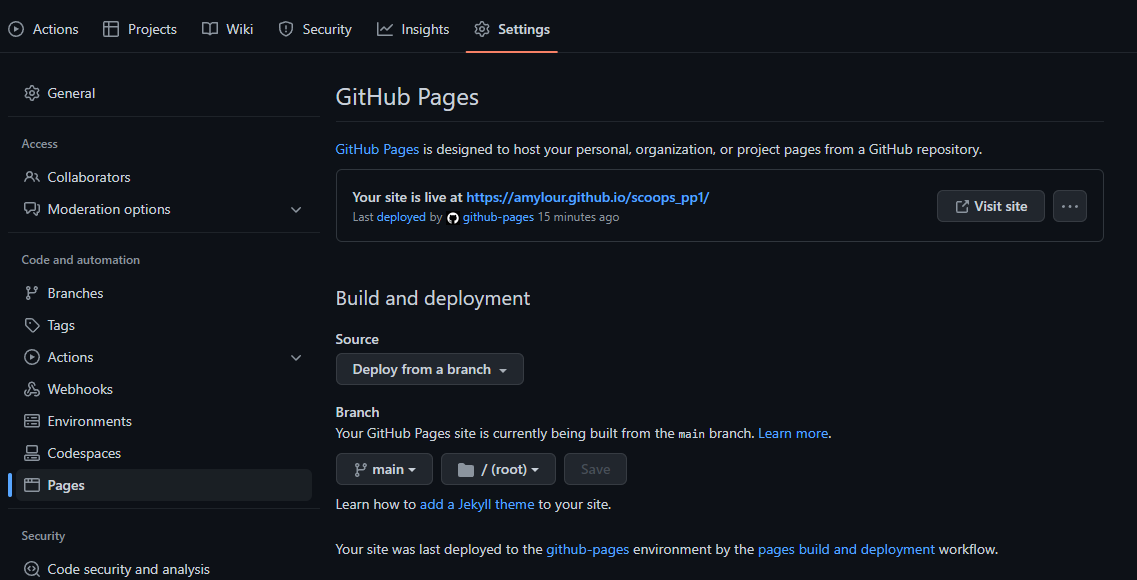 Actions Projects Wiki Security Insights Settings
General
Access
Collaborators
Moderation options
Code and automation
Branches
Tags
Actions
Webhooks
Environments
Codespaces
Pages
Security
Code security and analysis
GitHub Pages
GitHub Pages is designed to host your personal, organization, or project pages from a GitHub repository.
Your site is live at https://amylour.github.io/scoops_pp1/
Last deployed by github-pages 15 minutes ago
Visit site
Build and deployment
Source
Deploy from a branch
Branch
Your GitHub Pages site is currently being built from the main branch. Learn more.
main / (root) Save
Learn how to add a Jekyll theme to your site.
Your site was last deployed to the github-pages environment by the pages build and deployment workflow.